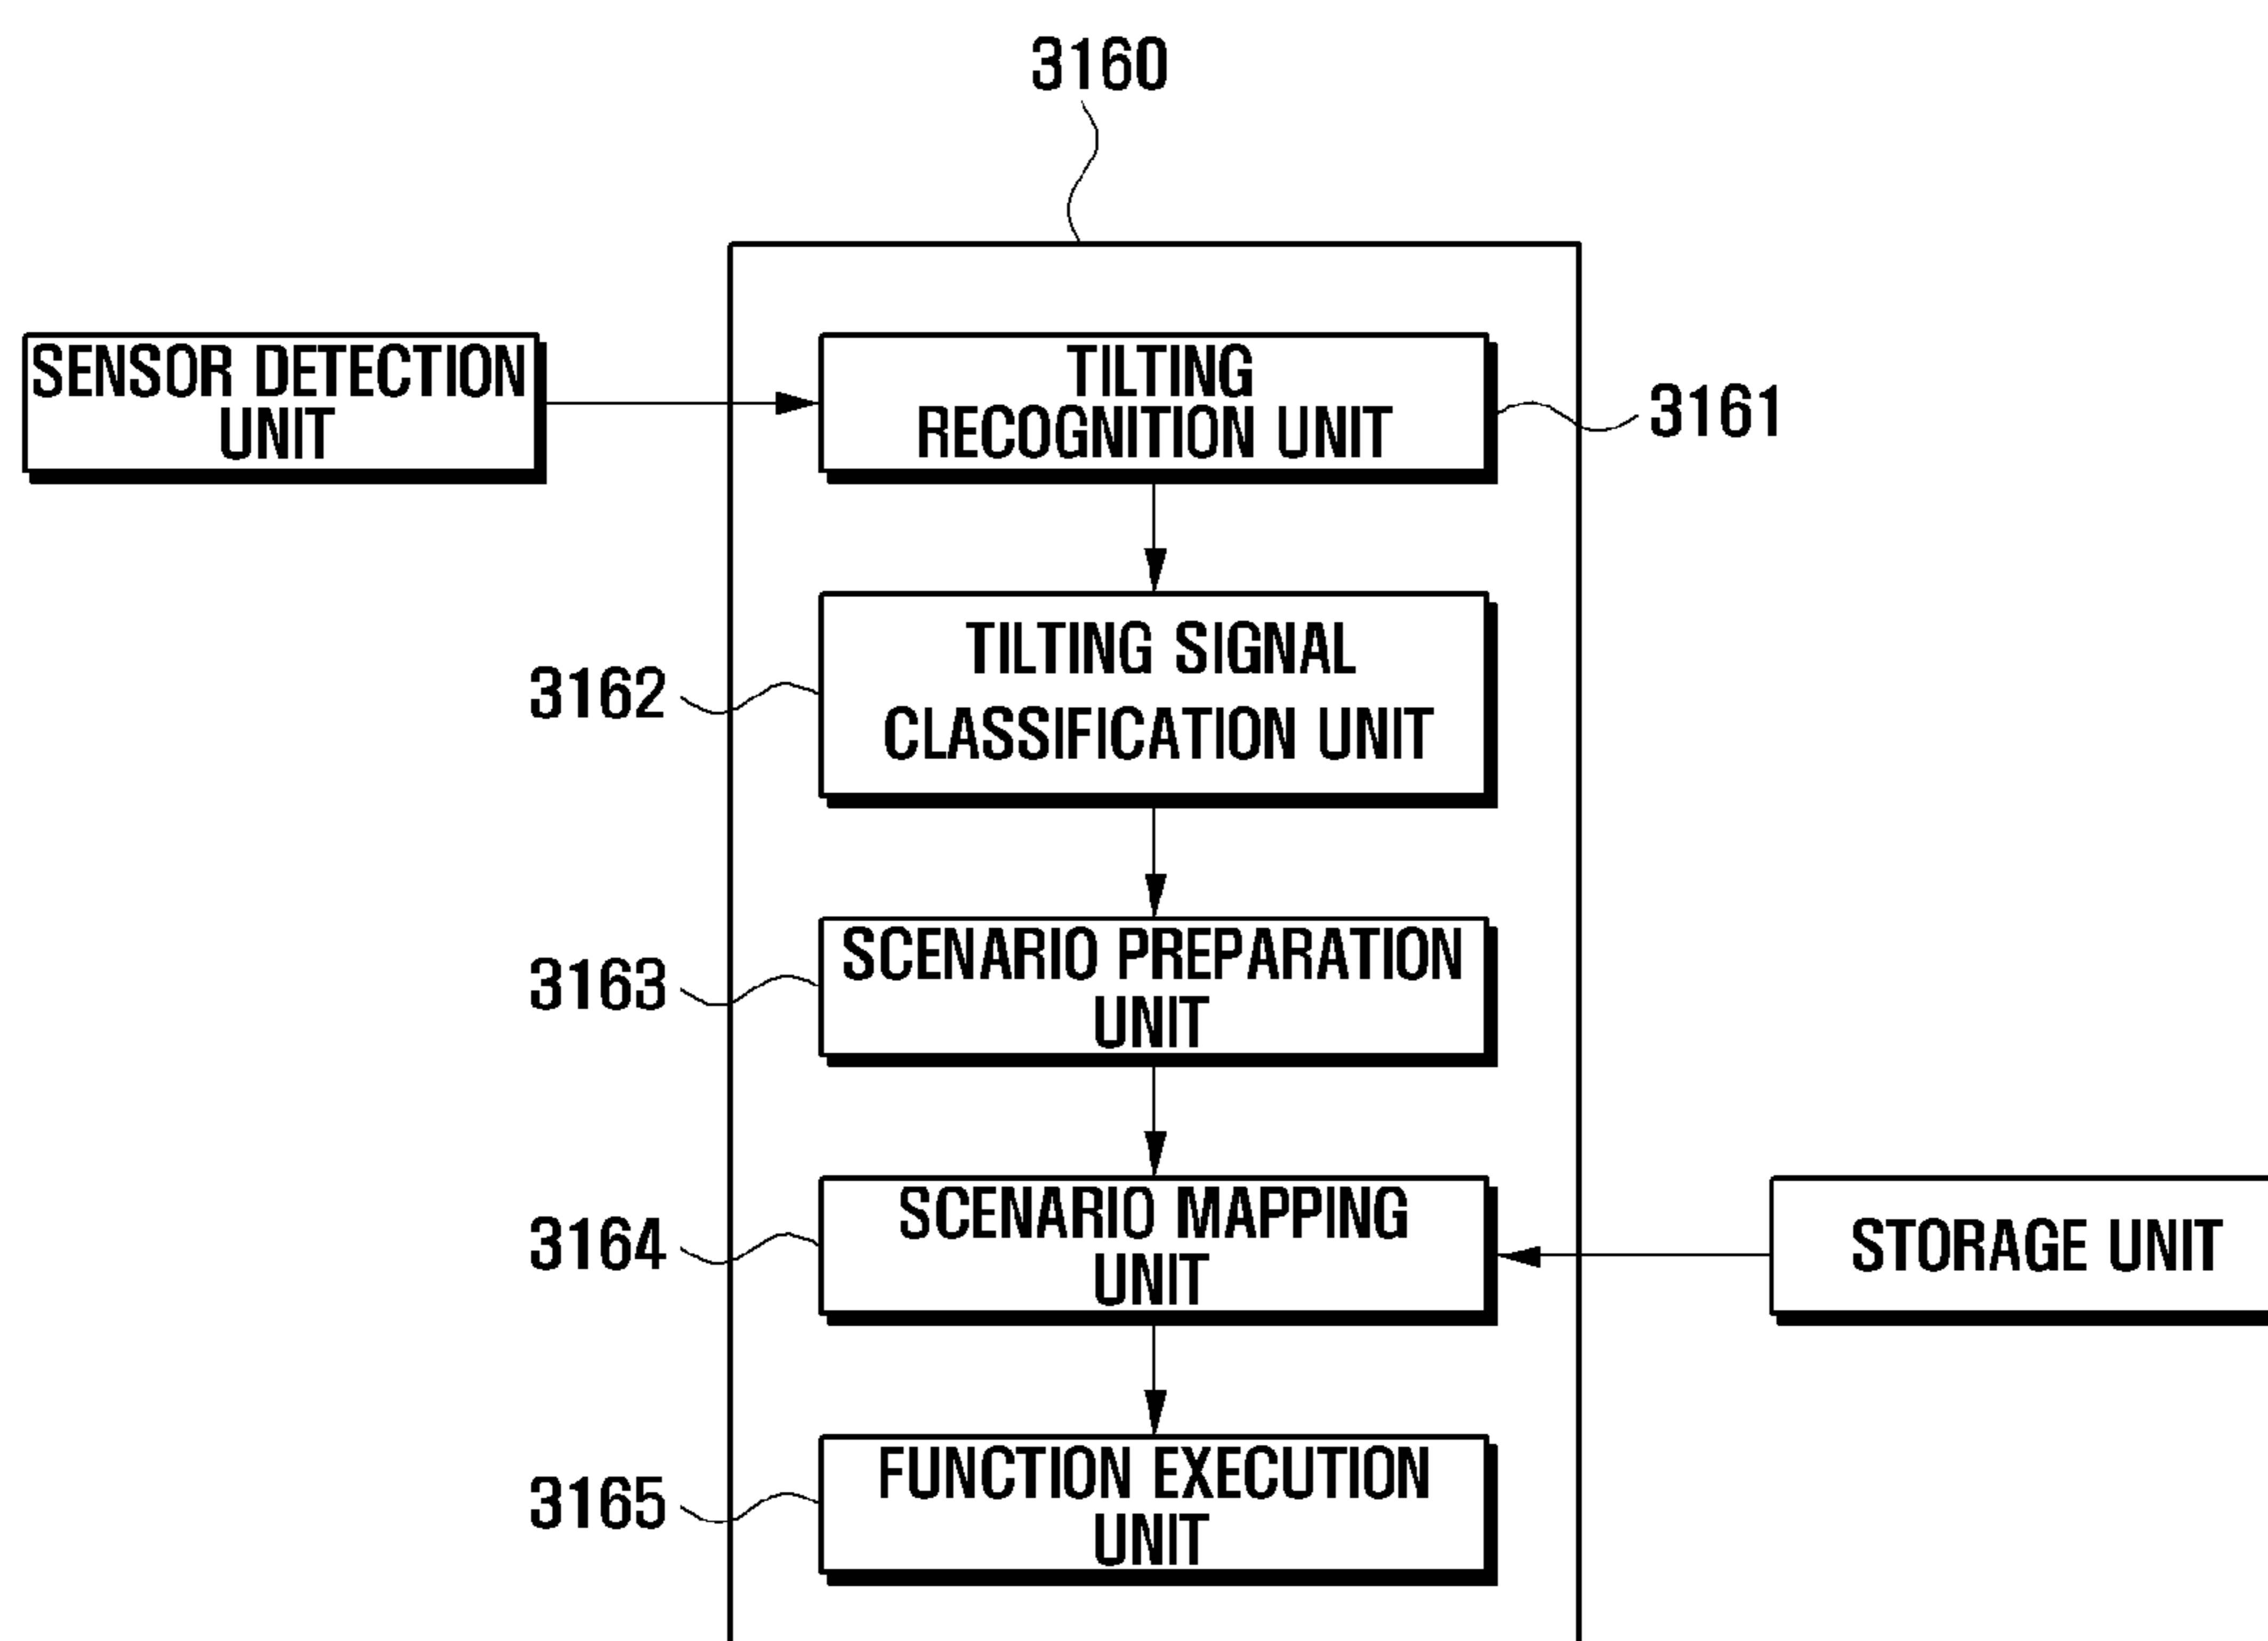 3160
SENSOR DETECTION
UNIT
TILTING
RECOGNITION UNIT
3161
TILTING SIGNAL
CLASSIFICATION UNIT
3162
SCENARIO PREPARATION
UNIT
3163
SCENARIO MAPPING
UNIT
3164
STORAGE UNIT
FUNCTION EXECUTION
UNIT
3165